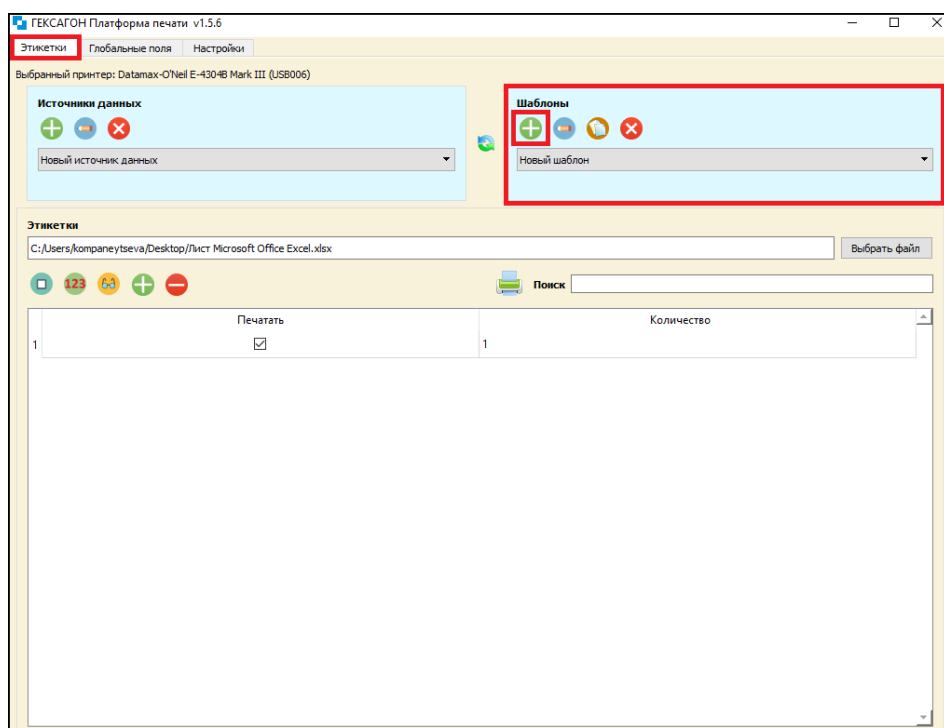 ГЕКСАГОН Платформа печати v1.5.6
Этикетки Глобальные поля Настройки
Выбранный принтер: Datamax-O'Neil E-4304B Mark III (USB006)
Источники данных
Новый источник данных
Шаблоны
Новый шаблон
Этикетки
C:/Users/kompaneytseva/Desktop/Лист Microsoft Office Excel.xlsx Выбрать файл
123 Поиск
Печатать Количество
1 1